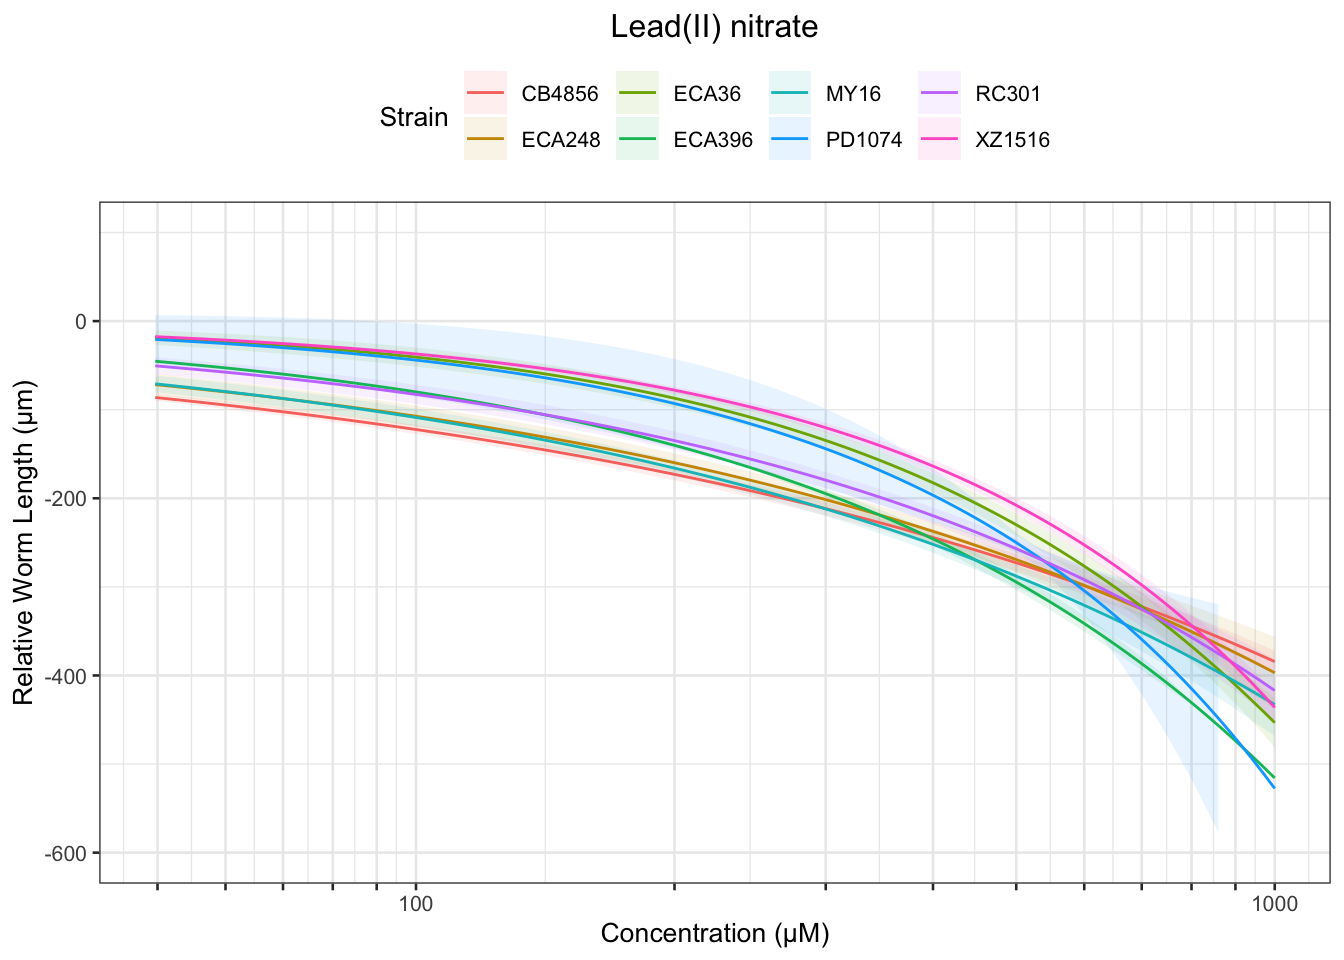 Lead(II) nitrate
Strain
CB4856 ECA36 MY16 RC301
ECA248 ECA396 PD1074 XZ1516
Relative Worm Length (µm)
0
-200
-400
-600
100 1000
Concentration (µM)